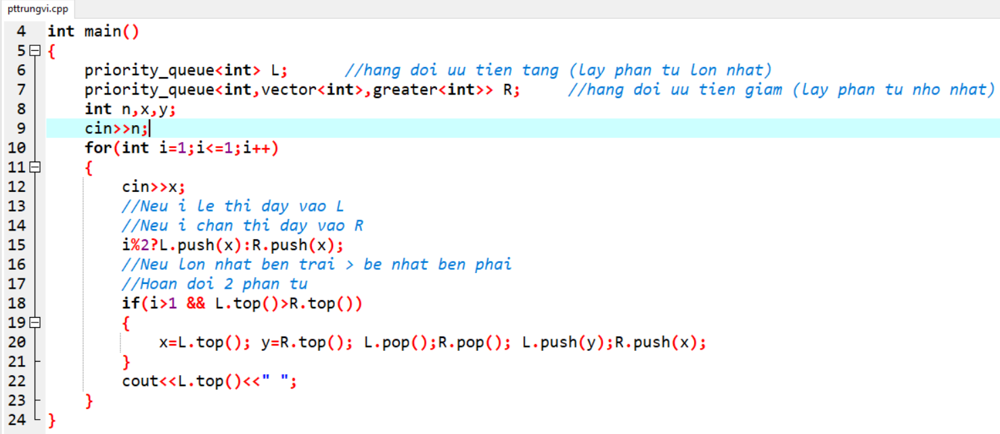 pttrungvi.cpp
4 int main()
5 {
6 priority_queue<int> L; //hang doi uu tien tang (lay phan tu lon nhat)
7 priority_queue<int,vector<int>,greater<int>> R; //hang doi uu tien giam (lay phan tu nho nhat)
8 int n,x,y;
9 cin>>n;
10 for(int i=1;i<=1;i++)
11 {
12 cin>>x;
13 //Neu i le thi day vao L
14 //Neu i chan thi day vao R
15 i%2?L.push(x):R.push(x);
16 //Neu lon nhat ben trai > be nhat ben phai
17 //Hoan doi 2 phan tu
18 if(i>1 && L.top()>R.top())
19 {
20 x=L.top(); y=R.top(); L.pop();R.pop(); L.push(y);R.push(x);
21 }
22 cout<<L.top()<<" ";
23 }
24 }